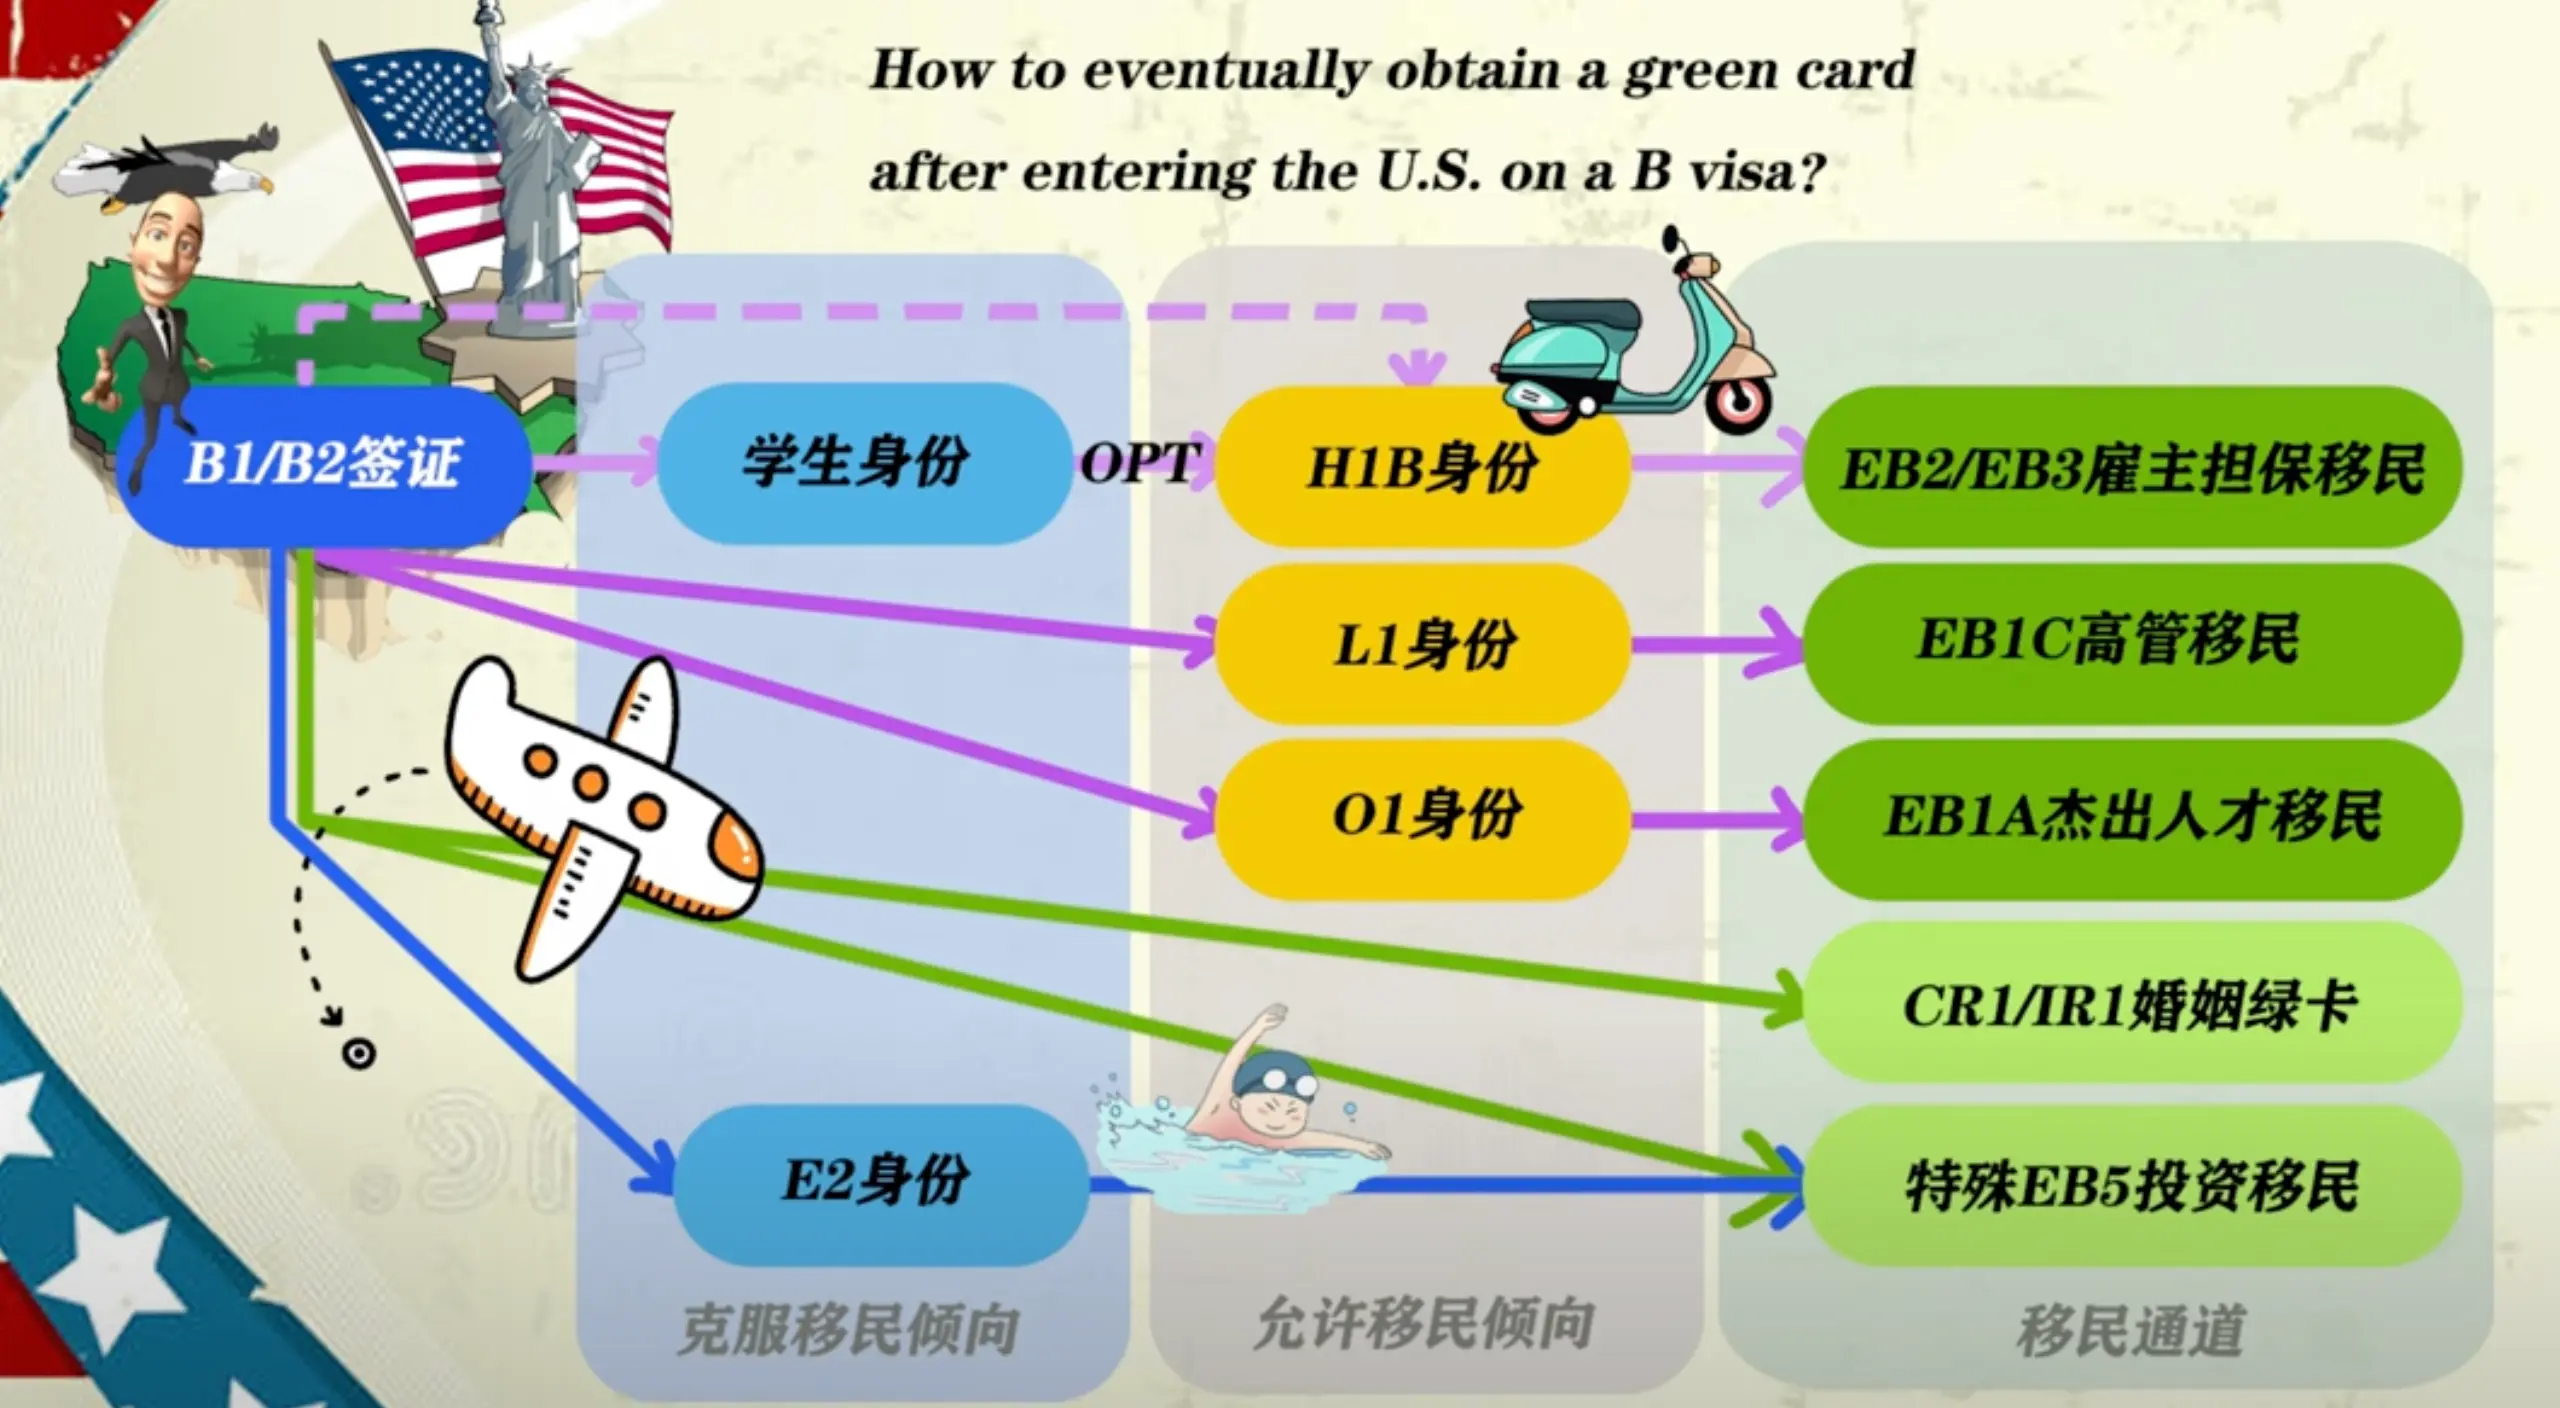 How to eventually obtain a green card
after entering the U.S. on a B visa?
B1/B2签证
学生身份
OPT
H1B身份
EB2/EB3雇主担保移民
L1身份
EB1C高管移民
O1身份
EB1A杰出人才移民
CR1/IR1婚姻绿卡
E2身份
特殊EB5投资移民
克服移民倾向
允许移民倾向
移民通道